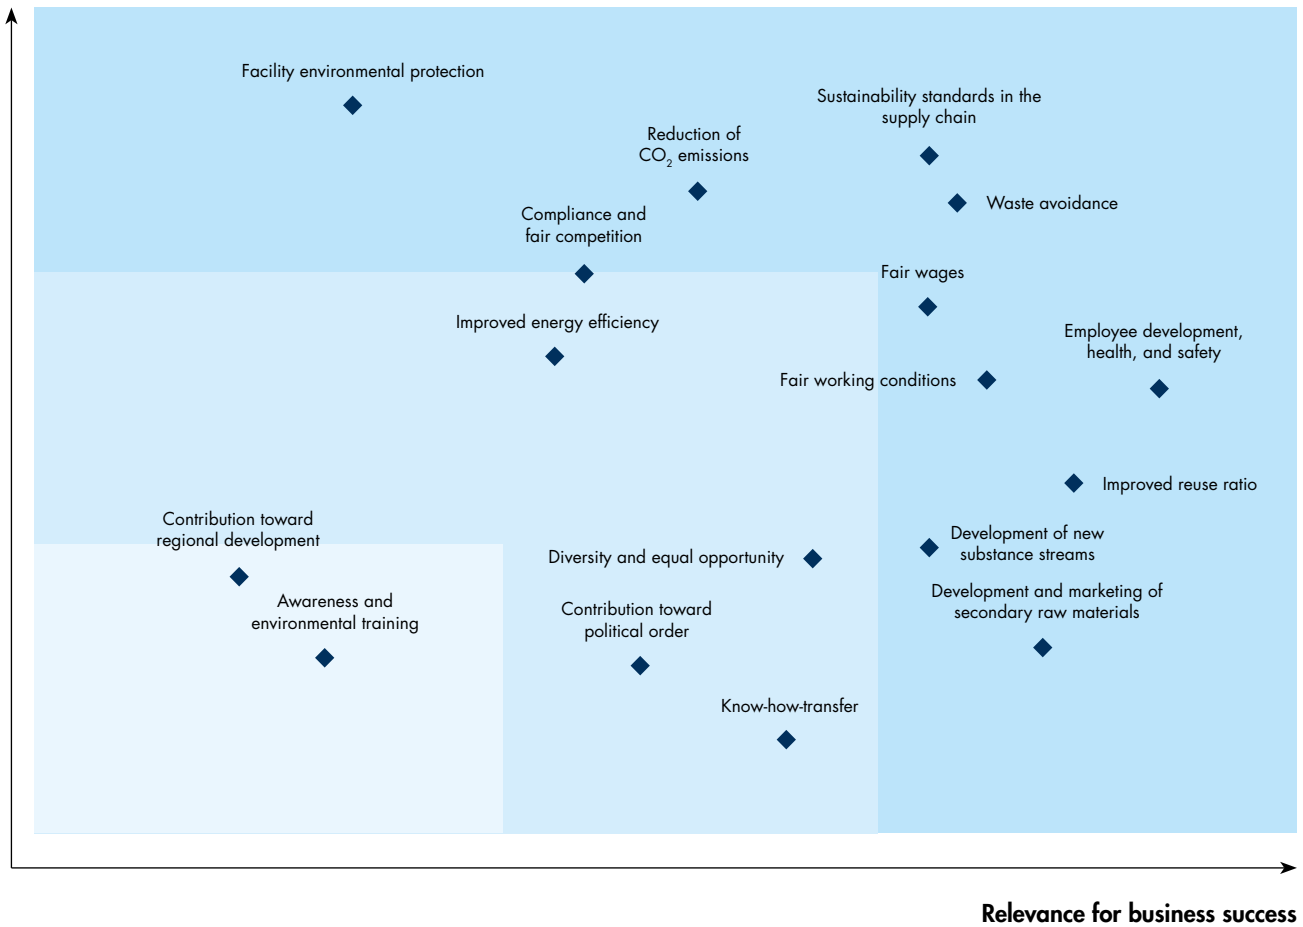 Facility environmental protection
Sustainability standards in the
supply chain
Reduction of
CO₂ emissions
Waste avoidance
Compliance and
fair competition
Fair wages
Improved energy efficiency
Employee development,
health, and safety
Fair working conditions
Improved reuse ratio
Contribution toward
regional development
Development of new
substance streams
Diversity and equal opportunity
Awareness and
environmental training
Development and marketing of
secondary raw materials
Contribution toward
political order
Know-how-transfer
Relevance for business success